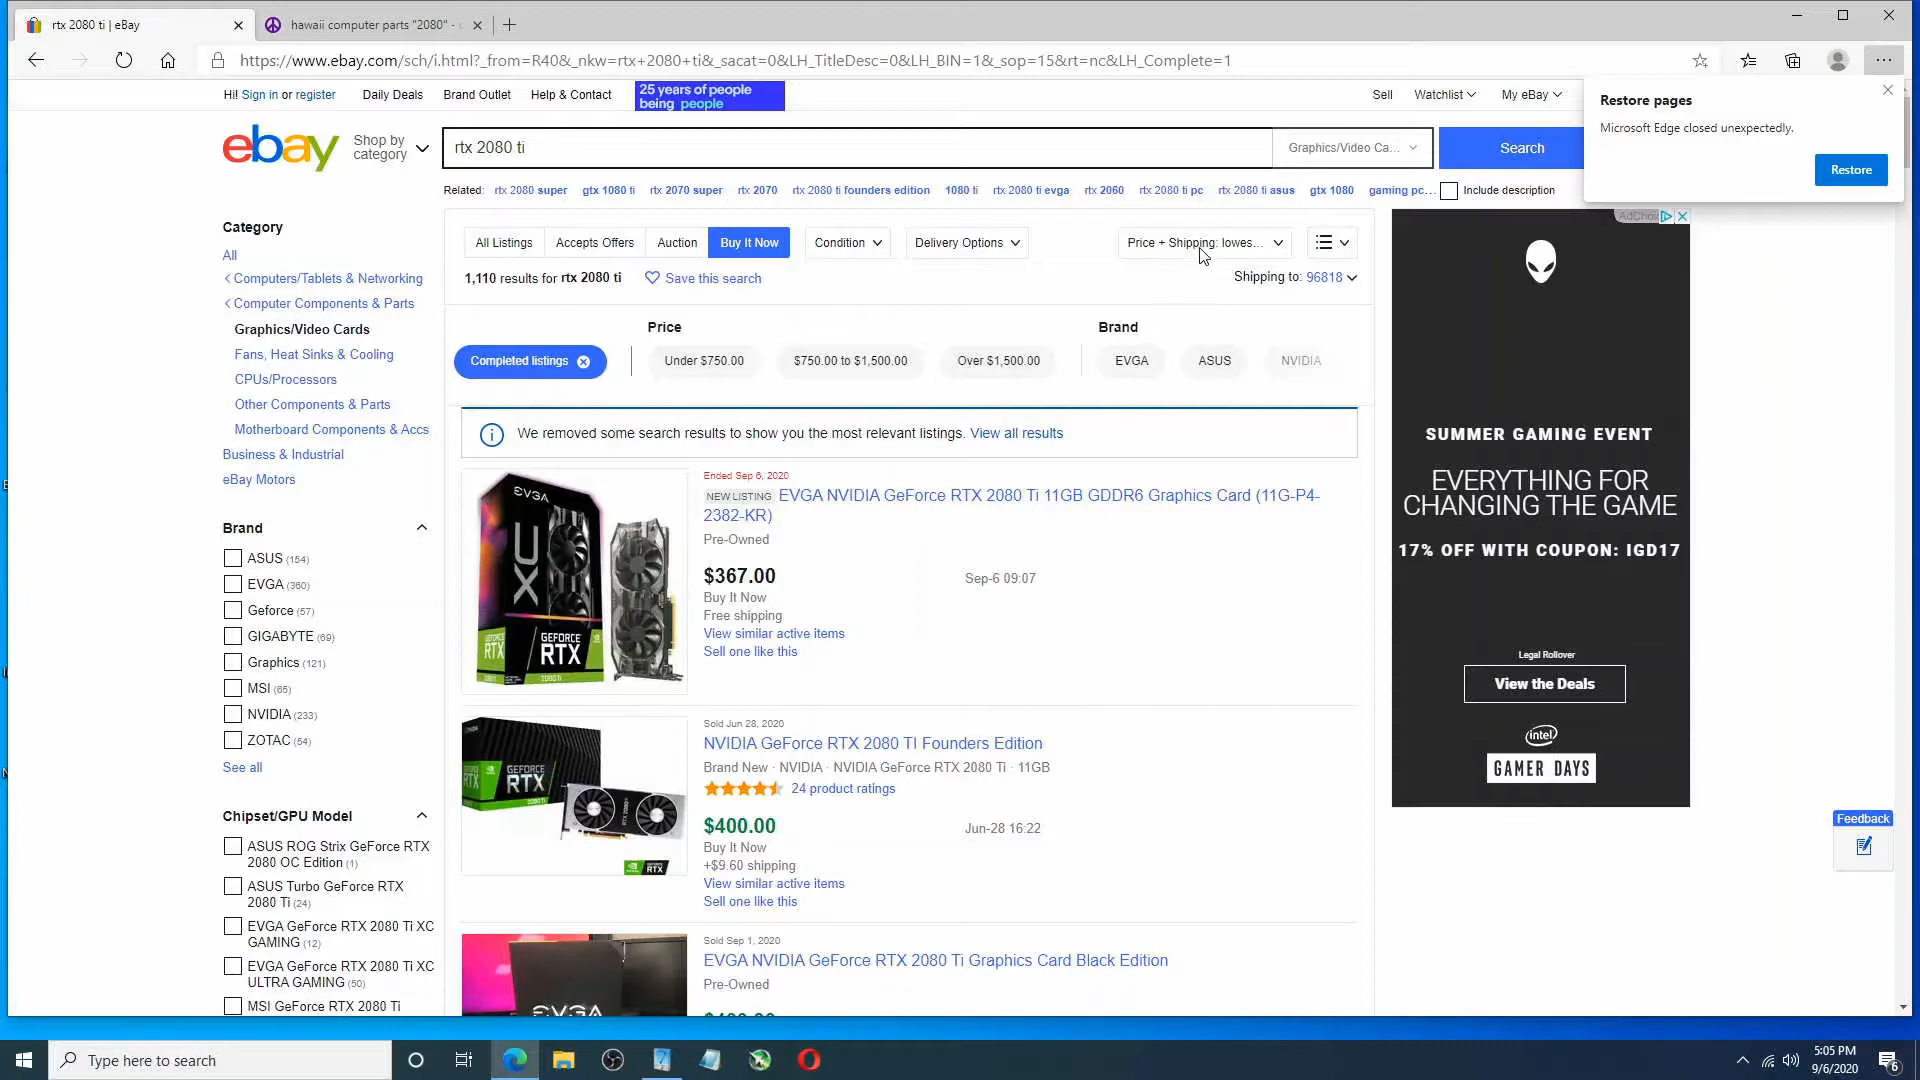 rtx 2080 ti | eBay
hawaii computer parts "2080" -
https://www.ebay.com/sch/i.html?_from=R40&_nkw=rtx+2080+ti&_sacat=0&LH_TitleDesc=0&LH_BIN=1&_sop=15&rt=nc&LH_Complete=1
Hi! Sign in or register
Daily Deals
Brand Outlet
Help & Contact
25 years of people
being people
Sell
Watchlist
My eBay
Restore pages
Microsoft Edge closed unexpectedly.
Restore
ebay
Shop by
category
rtx 2080 ti
Graphics/Video Ca...
Search
Related: rtx 2080 super gtx 1080 ti rtx 2070 super rtx 2070 rtx 2080 ti founders edition 1080 ti rtx 2080 ti evga rtx 2060 rtx 2080 ti pc rtx 2080 ti asus gtx 1080 gaming pc...
Include description
Category
All
Computers/Tablets & Networking
Computer Components & Parts
Graphics/Video Cards
Fans, Heat Sinks & Cooling
CPUs/Processors
Other Components & Parts
Motherboard Components & Accs
Business & Industrial
eBay Motors
Brand
ASUS (154)
EVGA (360)
Geforce (57)
GIGABYTE (69)
Graphics (121)
MSI (65)
NVIDIA (233)
ZOTAC (54)
See all
Chipset/GPU Model
ASUS ROG Strix GeForce RTX
2080 OC Edition (1)
ASUS Turbo GeForce RTX
2080 Ti (24)
EVGA GeForce RTX 2080 Ti XC
GAMING (12)
EVGA GeForce RTX 2080 Ti XC
ULTRA GAMING (50)
MSI GeForce RTX 2080 Ti
All Listings
Accepts Offers
Auction
Buy It Now
Condition
Delivery Options
Price + Shipping: lowes...
1,110 results for rtx 2080 ti
Save this search
Shipping to: 96818
Price
Brand
Completed listings
Under $750.00
$750.00 to $1,500.00
Over $1,500.00
EVGA
ASUS
NVIDIA
We removed some search results to show you the most relevant listings. View all results
Ended Sep 6, 2020
NEW LISTING EVGA NVIDIA GeForce RTX 2080 Ti 11GB GDDR6 Graphics Card (11G-P4-
2382-KR)
Pre-Owned
$367.00
Sep-6 09:07
Buy It Now
Free shipping
View similar active items
Sell one like this
EVGA
XC
GEFORCE
RTX
GEFORCE
RTX
Sold Jun 28, 2020
NVIDIA GeForce RTX 2080 TI Founders Edition
Brand New · NVIDIA · NVIDIA GeForce RTX 2080 Ti · 11GB
24 product ratings
$400.00
Jun-28 16:22
Buy It Now
+$9.60 shipping
View similar active items
Sell one like this
GEFORCE
RTX
RTX
Sold Sep 1, 2020
EVGA NVIDIA GeForce RTX 2080 Ti Graphics Card Black Edition
Pre-Owned
EVGA
SUMMER GAMING EVENT
EVERYTHING FOR
CHANGING THE GAME
17% OFF WITH COUPON: IGD17
Legal Rollover
View the Deals
intel
GAMER DAYS
Feedback
Type here to search
5:05 PM
9/6/2020
6